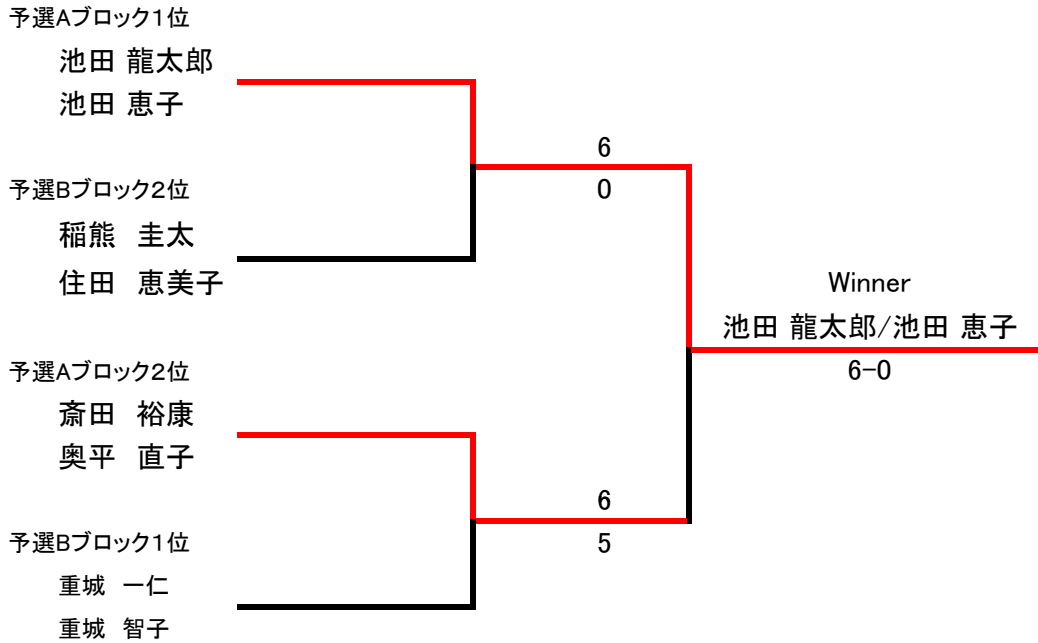 予選Aブロック1位
池田 龍太郎
池田 恵子
6
0
予選Bブロック2位
稲熊　圭太
住田　恵美子
Winner
池田 龍太郎/池田 恵子
6-0
予選Aブロック2位
斎田　裕康
奥平　直子
6
5
予選Bブロック1位
重城　一仁
重城　智子